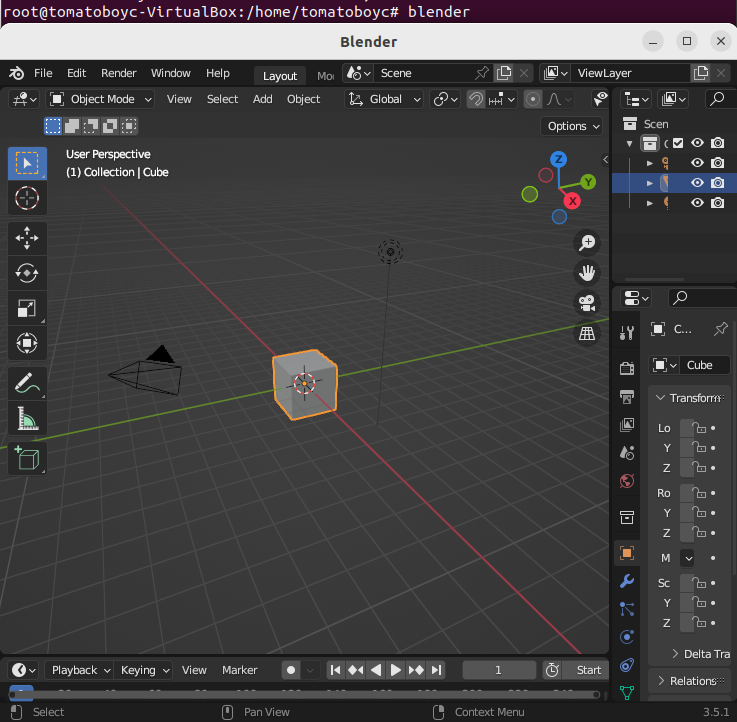 root@tomatoboyc-VirtualBox:/home/tomatoboyc# blender
Blender
File Edit Render Window Help Layout Mo Scene ViewLayer
Object Mode View Select Add Object Global
Options
User Perspective
(1) Collection | Cube
Z
Y
X
Scen
C...
Cube
Transform
Lo
Y
Z
Ro
Y
Z
M
Sc
Y
Z
Delta Tra
Relations
Playback Keying View Marker 1 Start
Select Pan View Context Menu 3.5.1